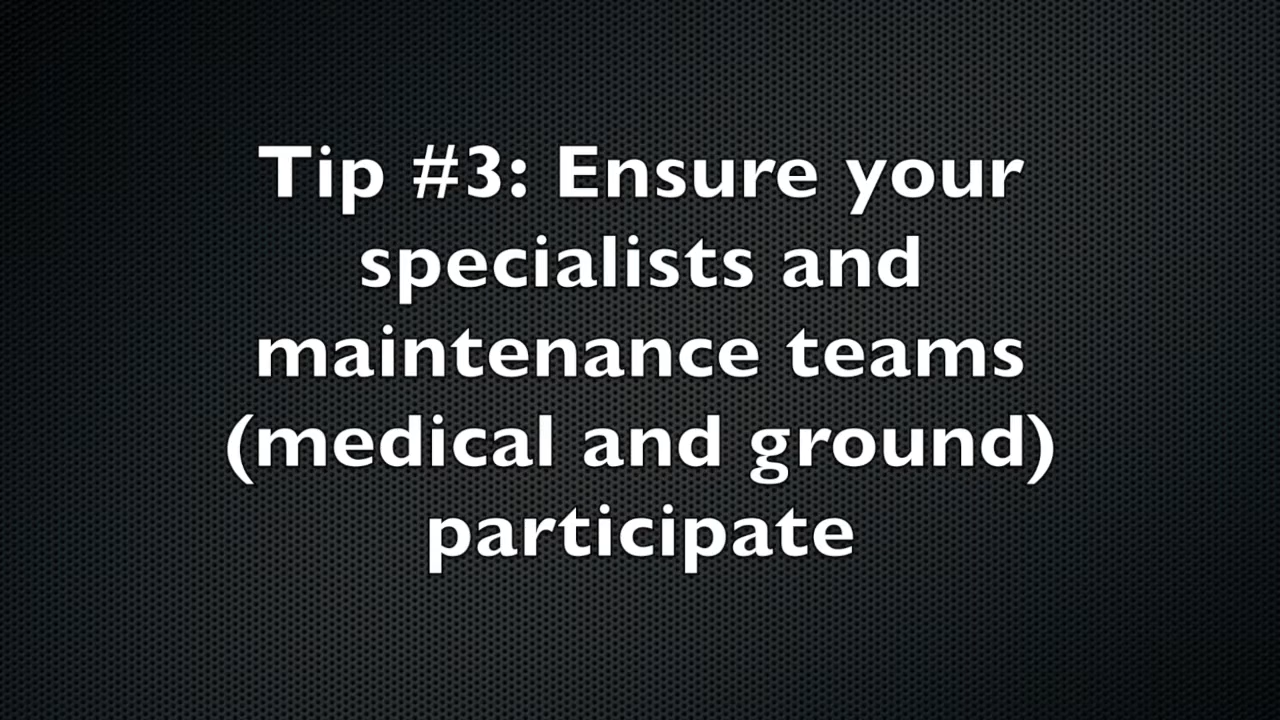 Tip #3: Ensure your
specialists and
maintenance teams
(medical and ground)
participate